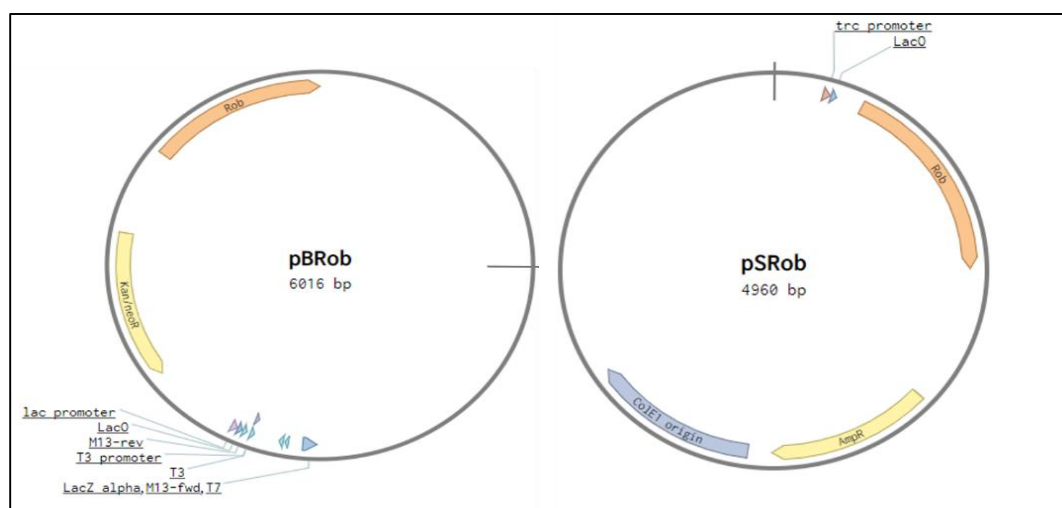 Rob
pBRob
6016 bp
Kan/neoR
lac promoter
LacO
M13-rev
T3 promoter
T3
LacZ alpha, M13-fwd, T7
trc promoter
LacO
Rob
pSRob
4960 bp
ColE1 origin
AmpR